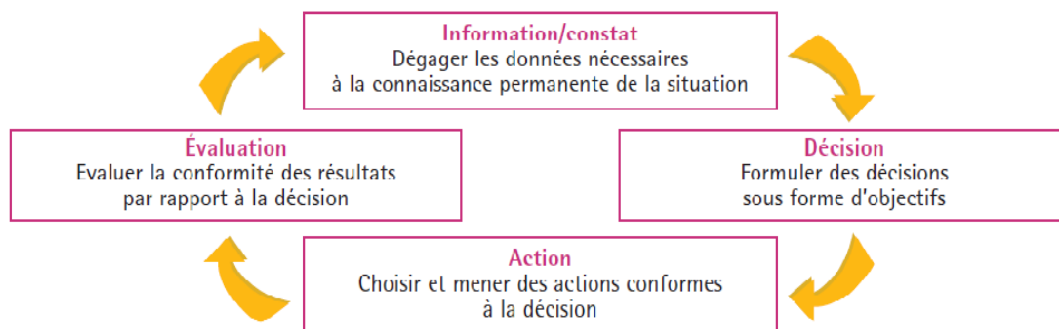 Information/constat
Dégager les données nécessaires
à la connaissance permanente de la situation
Évaluation
Evaluer la conformité des résultats
par rapport à la décision
Décision
Formuler des décisions
sous forme d'objectifs
Action
Choisir et mener des actions conformes
à la décision